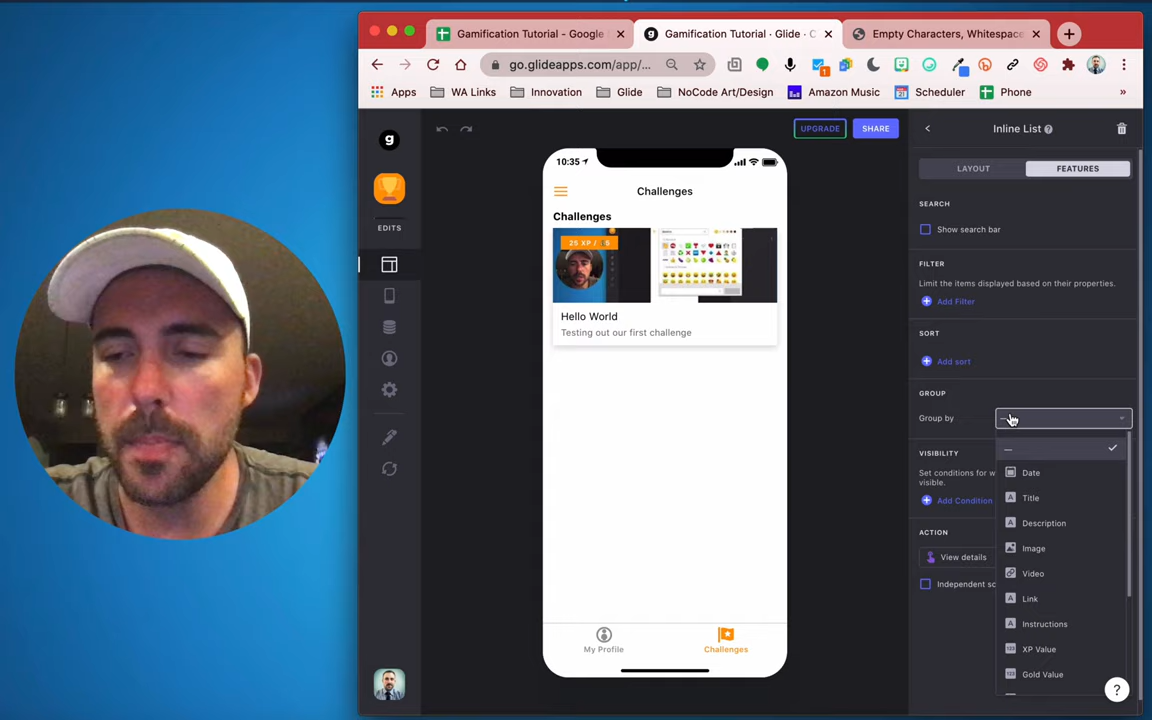 Gamification Tutorial - Google
Gamification Tutorial · Glide · C
Empty Characters, Whitespace
go.glideapps.com/app/...
Apps
WA Links
Innovation
Glide
NoCode Art/Design
Amazon Music
Scheduler
Phone
»
g
UPGRADE
SHARE
Inline List
EDITS
10:35
Challenges
LAYOUT
FEATURES
SEARCH
Show search bar
Challenges
25 XP /
Hello World
Testing out our first challenge
FILTER
Limit the items displayed based on their properties.
Add Filter
SORT
Add sort
GROUP
Group by
VISIBILITY
Set conditions for w
visible.
Add Condition
ACTION
View details
Independent sc
—
Date
Title
Description
Image
Video
Link
Instructions
XP Value
Gold Value
My Profile
Challenges
?